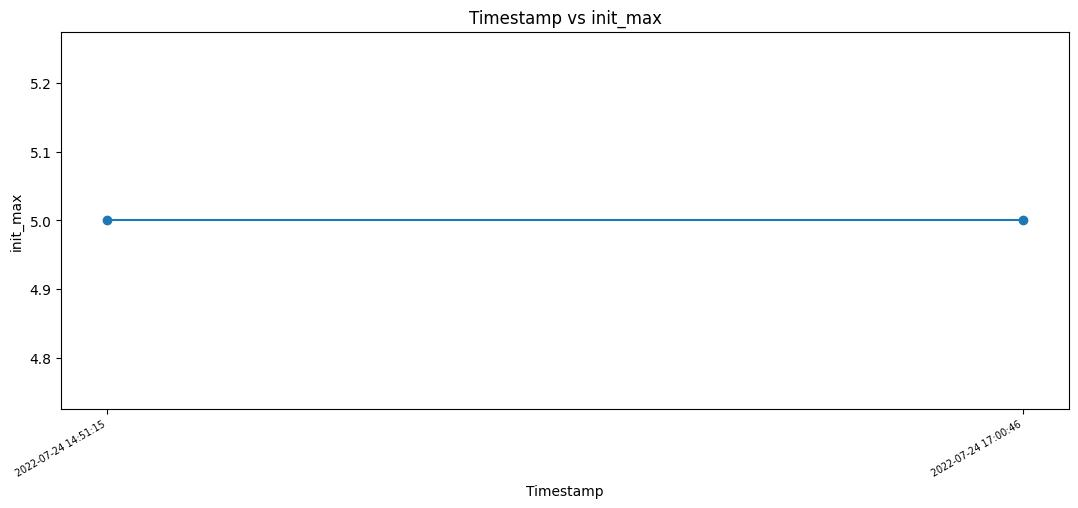 Timestamp vs init_max
init_max
5.2
5.1
5.0
4.9
4.8
2022-07-24 14:51:15
2022-07-24 17:00:46
Timestamp